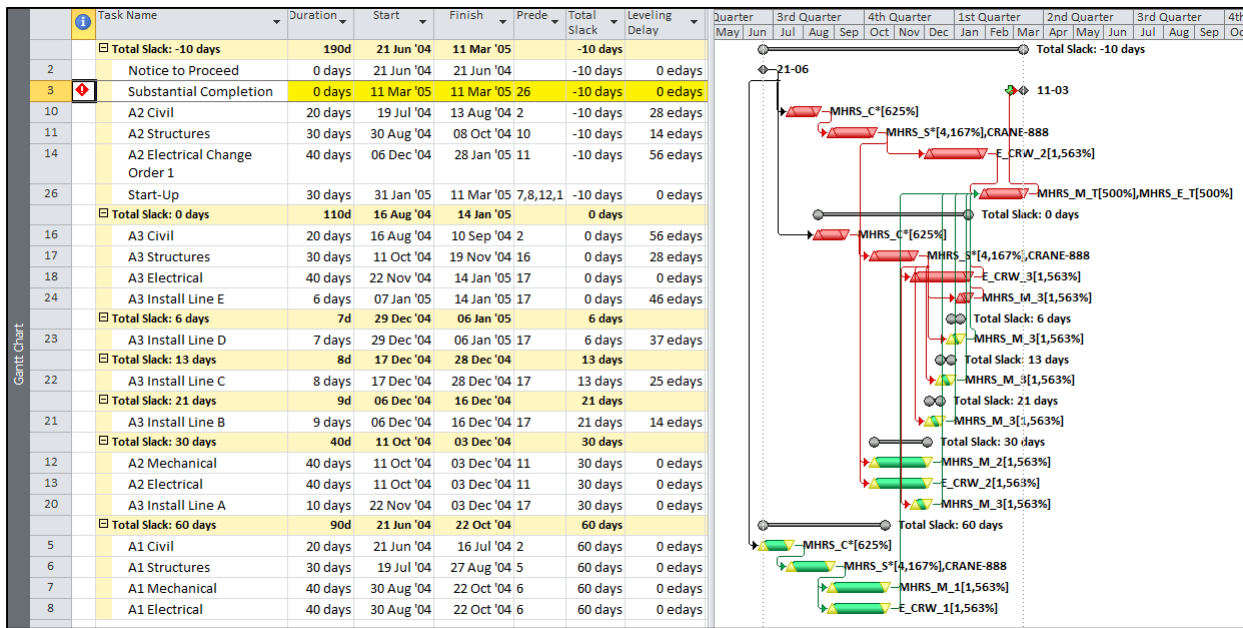 Task Name Duration Start Finish Prede Total Slack Leveling Delay
Quarter 3rd Quarter 4th Quarter 1st Quarter 2nd Quarter 3rd Quarter 4th
May Jun Jul Aug Sep Oct Nov Dec Jan Feb Mar Apr May Jun Jul Aug Sep Oc
Total Slack: -10 days 190d 21 Jun '04 11 Mar '05 -10 days Total Slack: -10 days
2 Notice to Proceed 0 days 21 Jun '04 21 Jun '04 -10 days 0 edays 21-06
3 Substantial Completion 0 days 11 Mar '05 11 Mar '05 26 -10 days 0 edays 11-03
10 A2 Civil 20 days 19 Jul '04 13 Aug '04 2 -10 days 28 edays MHRS_C*[625%]
11 A2 Structures 30 days 30 Aug '04 08 Oct '04 10 -10 days 14 edays MHRS_S*[4,167%],CRANE-888
14 A2 Electrical Change Order 1 40 days 06 Dec '04 28 Jan '05 11 -10 days 56 edays E_CRW_2[1,563%]
26 Start-Up 30 days 31 Jan '05 11 Mar '05 7,8,12,1 -10 days 0 edays MHRS_M_T[500%],MHRS_E_T[500%]
Total Slack: 0 days 110d 16 Aug '04 14 Jan '05 0 days Total Slack: 0 days
16 A3 Civil 20 days 16 Aug '04 10 Sep '04 2 0 days 56 edays MHRS_C*[625%]
17 A3 Structures 30 days 11 Oct '04 19 Nov '04 16 0 days 28 edays MHRS_S*[4,167%],CRANE-888
18 A3 Electrical 40 days 22 Nov '04 14 Jan '05 17 0 days 0 edays E_CRW_3[1,563%]
24 A3 Install Line E 6 days 07 Jan '05 14 Jan '05 17 0 days 46 edays MHRS_M_3[1,563%]
Total Slack: 6 days 7d 29 Dec '04 06 Jan '05 6 days Total Slack: 6 days
23 A3 Install Line D 7 days 29 Dec '04 06 Jan '05 17 6 days 37 edays MHRS_M_3[1,563%]
Total Slack: 13 days 8d 17 Dec '04 28 Dec '04 13 days Total Slack: 13 days
22 A3 Install Line C 8 days 17 Dec '04 28 Dec '04 17 13 days 25 edays MHRS_M_3[1,563%]
Total Slack: 21 days 9d 06 Dec '04 16 Dec '04 21 days Total Slack: 21 days
21 A3 Install Line B 9 days 06 Dec '04 16 Dec '04 17 21 days 14 edays MHRS_M_3[1,563%]
Total Slack: 30 days 40d 11 Oct '04 03 Dec '04 30 days Total Slack: 30 days
12 A2 Mechanical 40 days 11 Oct '04 03 Dec '04 11 30 days 0 edays MHRS_M_2[1,563%]
13 A2 Electrical 40 days 11 Oct '04 03 Dec '04 11 30 days 0 edays E_CRW_2[1,563%]
20 A3 Install Line A 10 days 22 Nov '04 03 Dec '04 17 30 days 0 edays MHRS_M_3[1,563%]
Total Slack: 60 days 90d 21 Jun '04 22 Oct '04 60 days Total Slack: 60 days
5 A1 Civil 20 days 21 Jun '04 16 Jul '04 2 60 days 0 edays MHRS_C*[625%]
6 A1 Structures 30 days 19 Jul '04 27 Aug '04 5 60 days 0 edays MHRS_S*[4,167%],CRANE-888
7 A1 Mechanical 40 days 30 Aug '04 22 Oct '04 6 60 days 0 edays MHRS_M_1[1,563%]
8 A1 Electrical 40 days 30 Aug '04 22 Oct '04 6 60 days 0 edays E_CRW_1[1,563%]
Gantt Chart